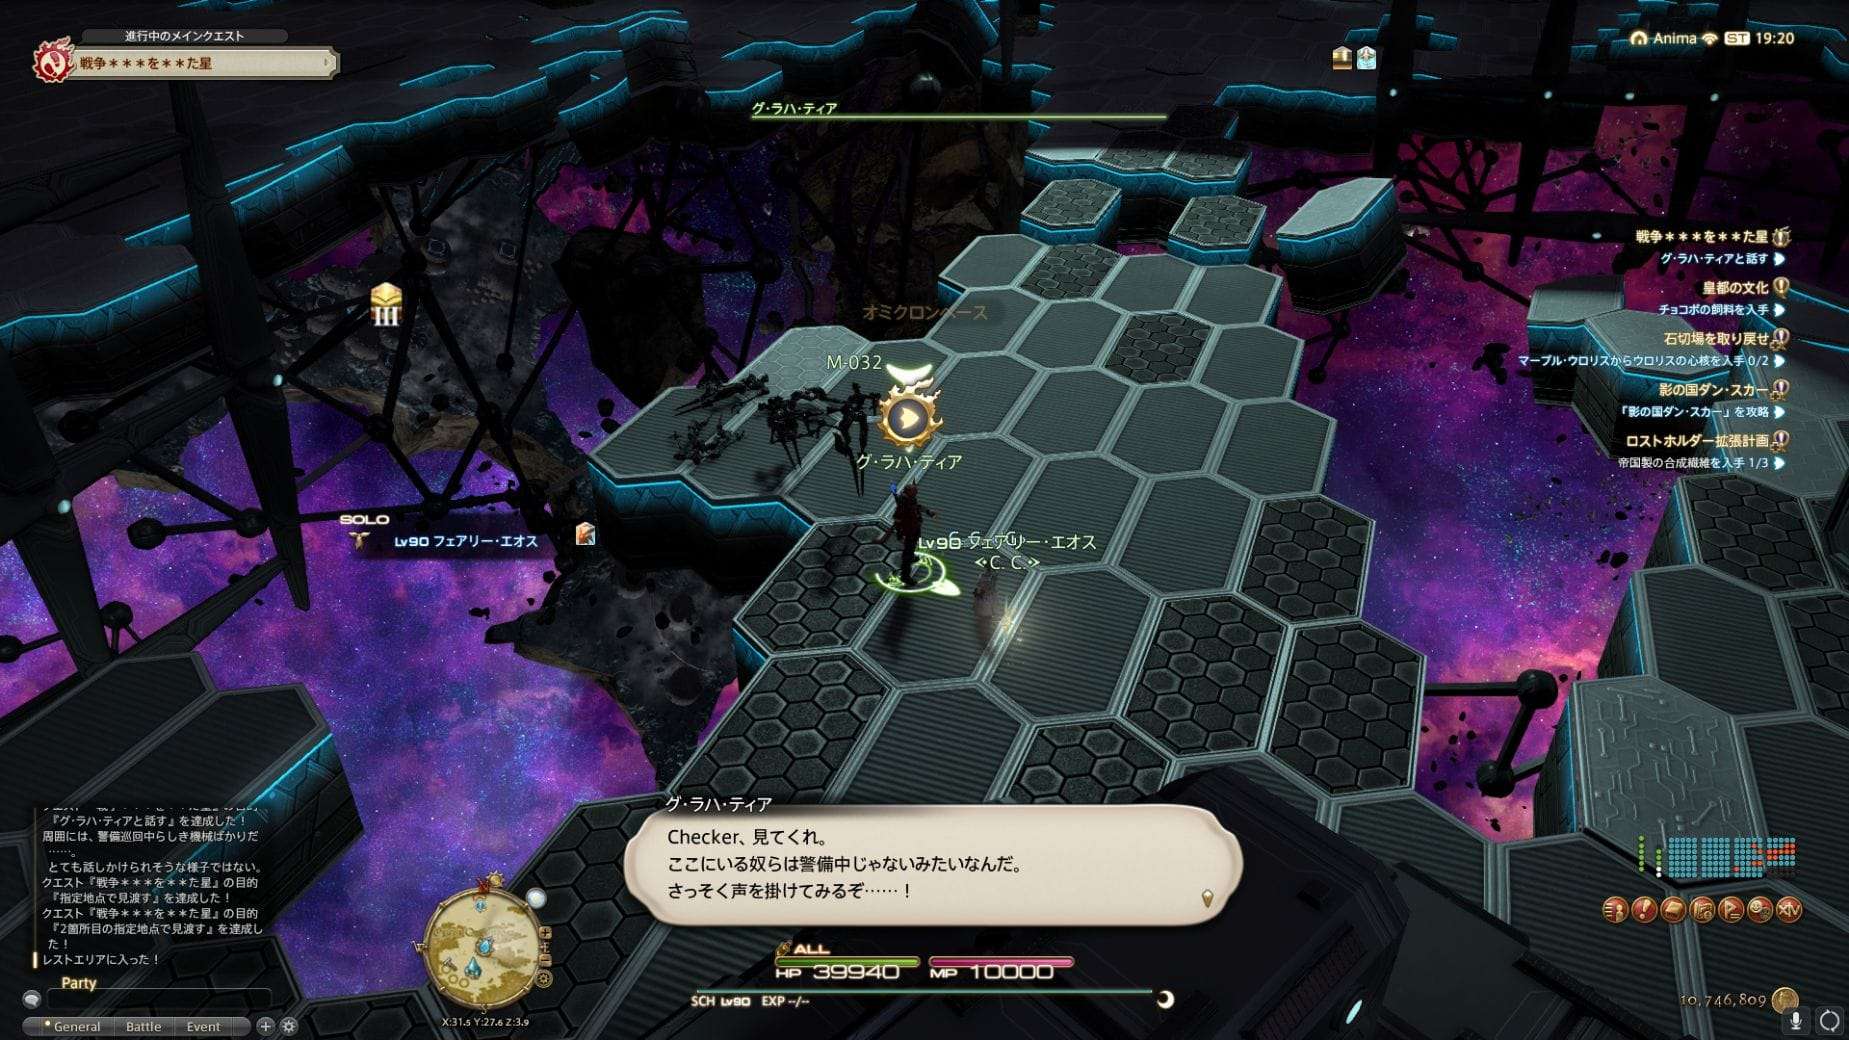 進行中のメインクエスト
戦争＊＊＊を＊＊た星
Anima ST 19:20
グ・ラハ・ティア
戦争＊＊＊を＊＊た星
グ・ラハ・ティアと話す
皇都の文化
チョコボの飼料を入手
石切場を取り戻せ
マーブル・ウロリスからウロリスの心核を入手 0/2
影の国ダン・スカー
「影の国ダン・スカー」を攻略
ロストホルダー拡張計画
帝国製の合成繊維を入手 1/3
III
オミクロンベース
M-032
グ・ラハ・ティア
SOLO
Lv90 フェアリー・エオス
Lv90 フェアリー・エオス
C. C.
『グ・ラハ・ティアと話す』を達成した！
周囲には、警備巡回中らしき機械ばかりだ
……。
とても話しかけられそうな様子ではない。
クエスト『戦争＊＊＊を＊＊た星』の目的
『指定地点で見渡す』を達成した！
クエスト『戦争＊＊＊を＊＊た星』の目的
『2箇所目の指定地点で見渡す』を達成し
た！
レストエリアに入った！
Party
General Battle Event
X:31.5 Y:27.6 Z:3.9
グ・ラハ・ティア
Checker、見てくれ。
ここにいる奴らは警備中じゃないみたいなんだ。
さっそく声を掛けてみるぞ……！
ALL
HP 39940 MP 10000
SCH Lv90 EXP --/--
XIV
10,746,809